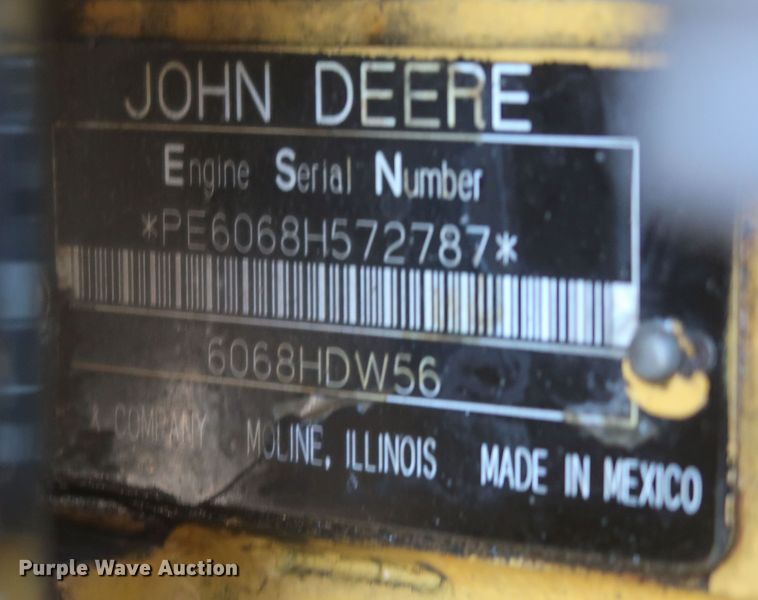 JOHN DEERE
Engine Serial Number
*PE6068H572787*
6068HDW56
& COMPANY MOLINE, ILLINOIS MADE IN MEXICO
Purple Wave Auction